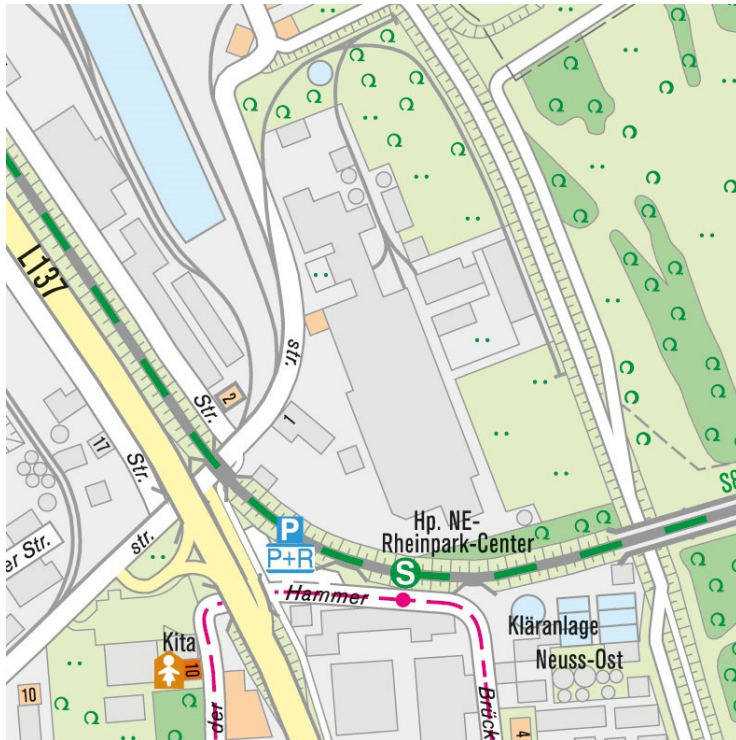 L137
str.
2
Str.
1
17
Str.
P
P+R
Hp. NE-
Rheinpark-Center
S
S6
er Str.
str.
Hammer
Kläranlage
Neuss-Ost
Kita
10
10
der
Brück
4